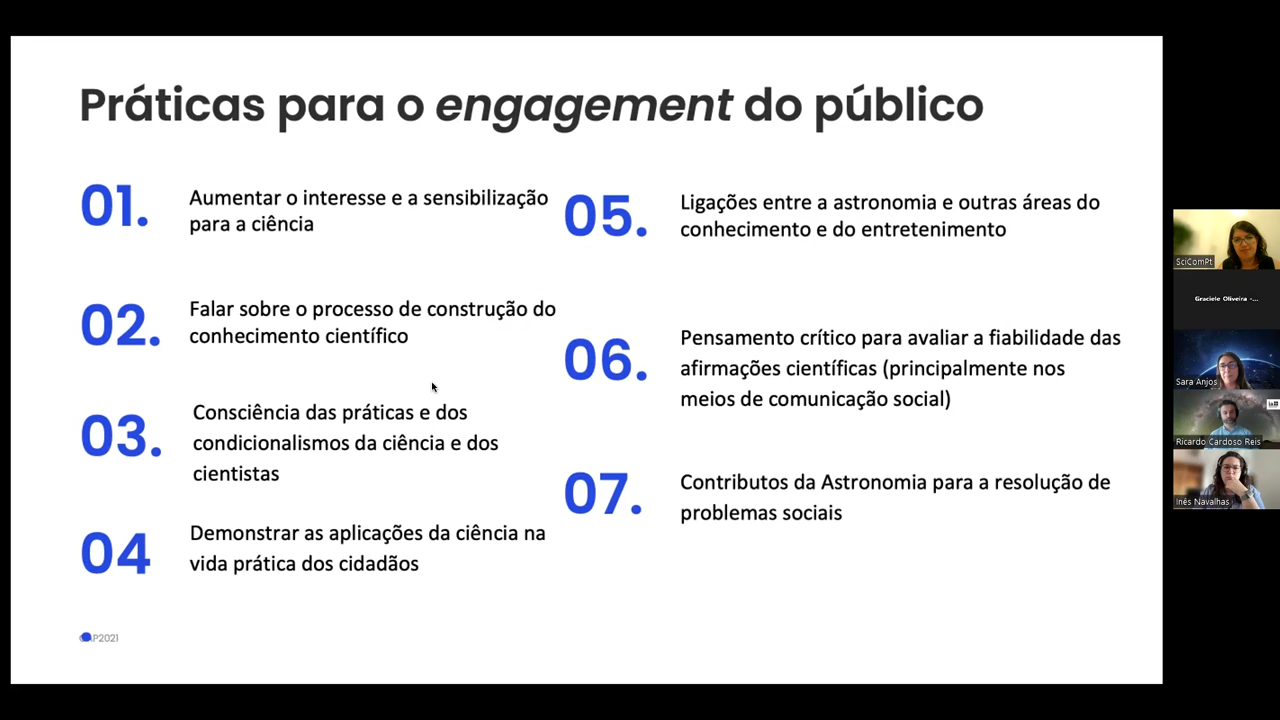 Práticas para o engagement do público
01.
Aumentar o interesse e a sensibilização
para a ciência
02.
Falar sobre o processo de construção do
conhecimento científico
03.
Consciência das práticas e dos
condicionalismos da ciência e dos
cientistas
04
Demonstrar as aplicações da ciência na
vida prática dos cidadãos
05.
Ligações entre a astronomia e outras áreas do
conhecimento e do entretenimento
06.
Pensamento crítico para avaliar a fiabilidade das
afirmações científicas (principalmente nos
meios de comunicação social)
07.
Contributos da Astronomia para a resolução de
problemas sociais
SciComPt
Graciele Oliveira -...
Sara Anjos
Ricardo Cardoso Reis
Inês Navalhas